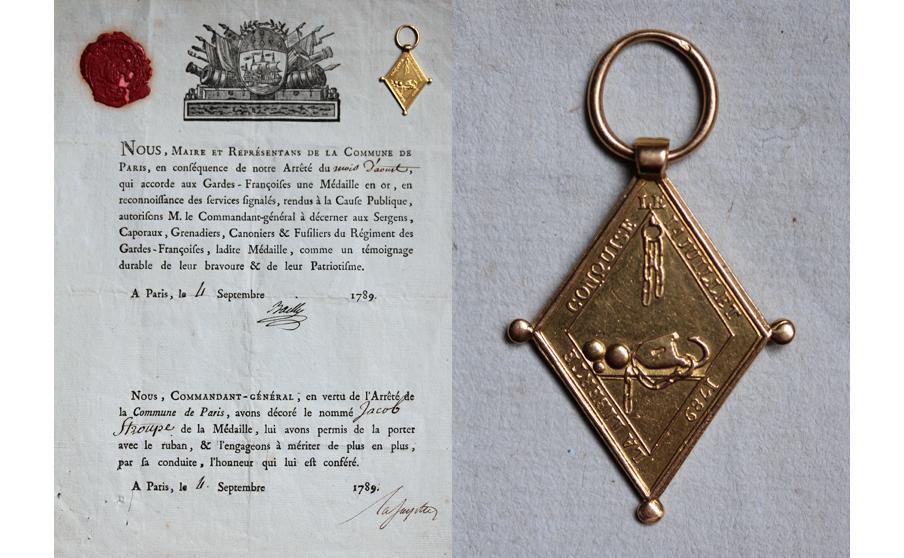 NOUS, MAIRE ET REPRÉSENTANS DE LA COMMUNE DE
PARIS, en conséquence de notre Arrêté du mois d'aoust,
qui accorde aux Gardes-Françoiſes une Médaille en or, en
reconnoiſſance des ſervices ſignalés, rendus à la Cauſe Publique,
autoriſons M. le Commandant-général à décerner aux Sergens,
Caporaux, Grenadiers, Canoniers & Fuſiliers du Régiment des
Gardes-Françoiſes, ladite Médaille, comme un témoignage
durable de leur bravoure & de leur Patriotiſme.
A Paris, le 4 Septembre 1789.
Bailly
NOUS, COMMANDANT-GÉNÉRAL, en vertu de l'Arrêté de
la Commune de Paris, avons décoré le nommé Jacob
Stroupe de la Médaille, lui avons permis de la porter
avec le ruban, & l'engageons à mériter de plus en plus,
par ſa conduite, l'honneur qui lui eſt conféré.
A Paris, le 4 Septembre 1789.
Lafayette
LA LIBERTÉ
CONQUISE
LE
14 JUILLET
1789